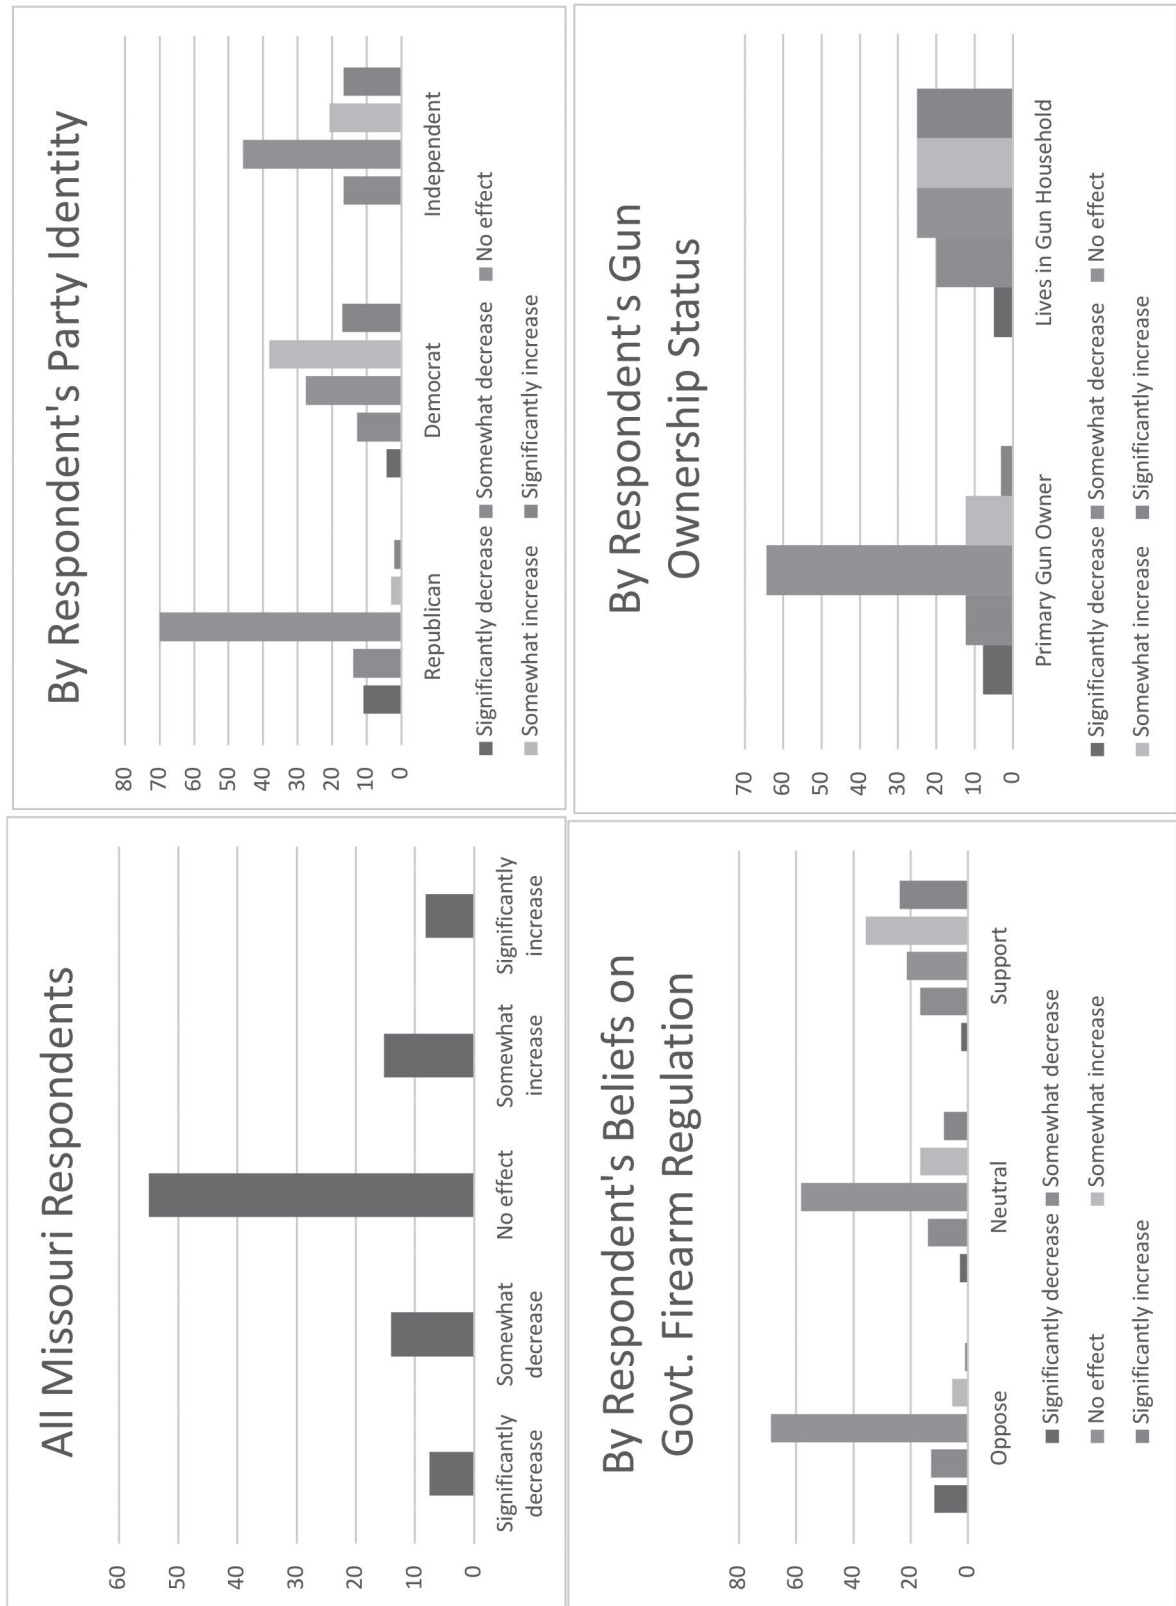 All Missouri Respondents
60
50
40
30
20
10
0
Significantly decrease
Somewhat decrease
No effect
Somewhat increase
Significantly increase
By Respondent's Party Identity
80
70
60
50
40
30
20
10
0
Republican
Democrat
Independent
Significantly decrease
Somewhat decrease
No effect
Somewhat increase
Significantly increase
By Respondent's Beliefs on
Govt. Firearm Regulation
80
60
40
20
0
Oppose
Neutral
Support
Significantly decrease
Somewhat decrease
No effect
Somewhat increase
Significantly increase
By Respondent's Gun
Ownership Status
70
60
50
40
30
20
10
0
Primary Gun Owner
Lives in Gun Household
Significantly decrease
Somewhat decrease
No effect
Somewhat increase
Significantly increase